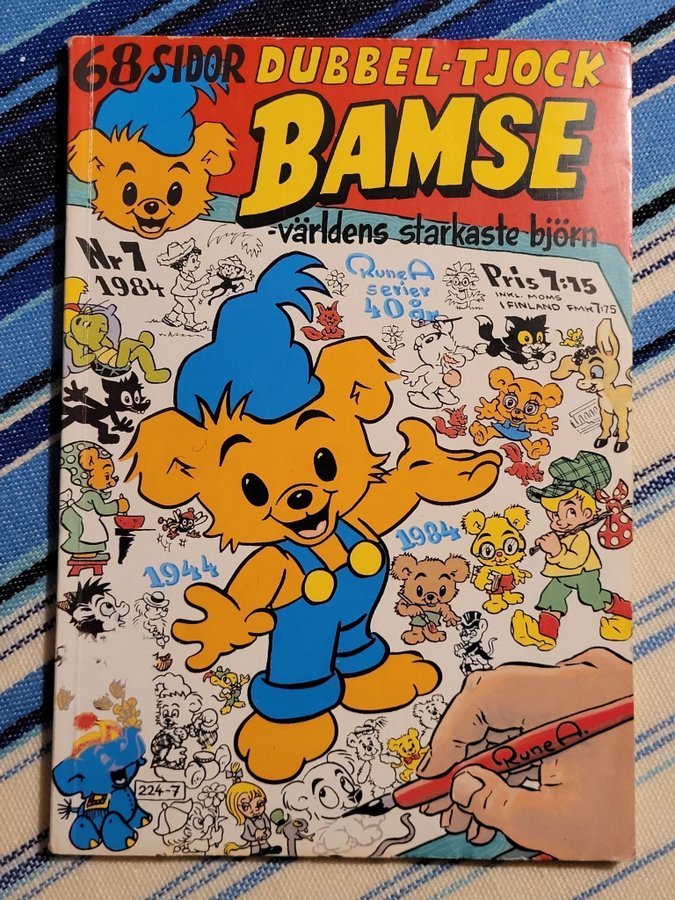 68 SIDOR DUBBEL-TJOCK
BAMSE
-världens starkaste björn
Nr 7
1984
Rune A
serier
40 år
Pris 7:75
INKL. MOMS
I FINLAND FMK 7:75
1944
1984
Rune A.
224-7